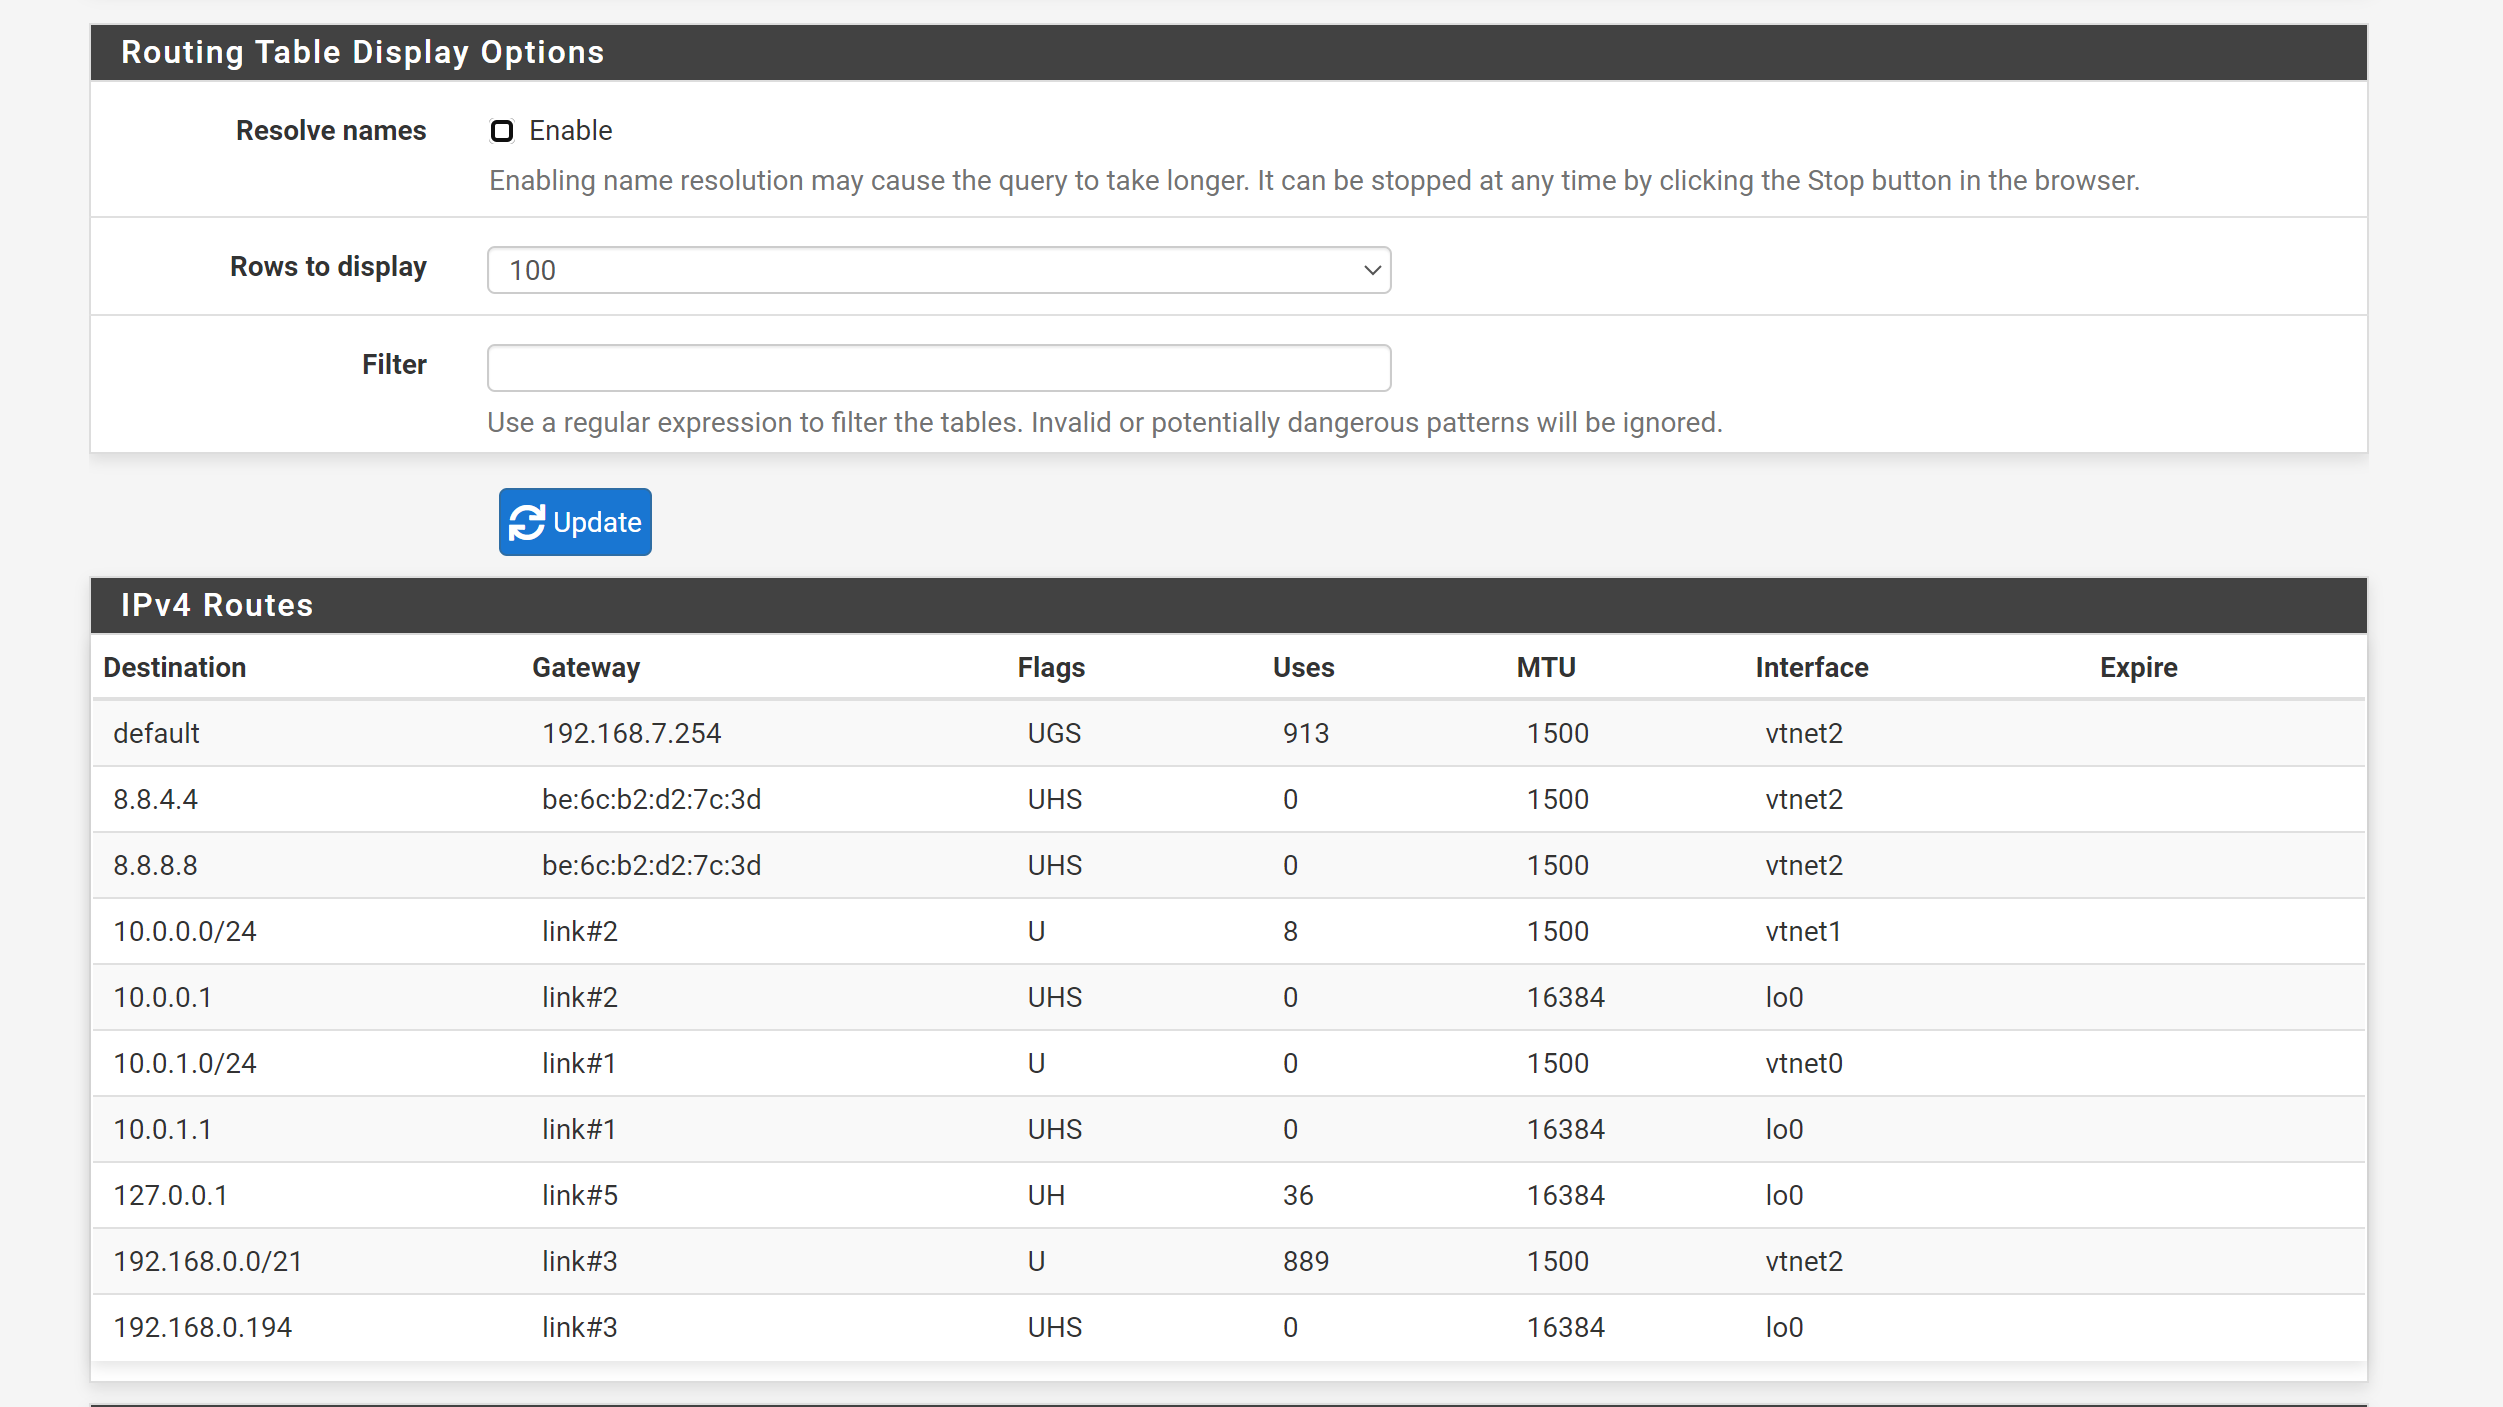 Routing Table Display Options
Resolve names Enable
Enabling name resolution may cause the query to take longer. It can be stopped at any time by clicking the Stop button in the browser.
Rows to display 100
Filter
Use a regular expression to filter the tables. Invalid or potentially dangerous patterns will be ignored.
Update
IPv4 Routes
Destination Gateway Flags Uses MTU Interface Expire
default 192.168.7.254 UGS 913 1500 vtnet2
8.8.4.4 be:6c:b2:d2:7c:3d UHS 0 1500 vtnet2
8.8.8.8 be:6c:b2:d2:7c:3d UHS 0 1500 vtnet2
10.0.0.0/24 link#2 U 8 1500 vtnet1
10.0.0.1 link#2 UHS 0 16384 lo0
10.0.1.0/24 link#1 U 0 1500 vtnet0
10.0.1.1 link#1 UHS 0 16384 lo0
127.0.0.1 link#5 UH 36 16384 lo0
192.168.0.0/21 link#3 U 889 1500 vtnet2
192.168.0.194 link#3 UHS 0 16384 lo0